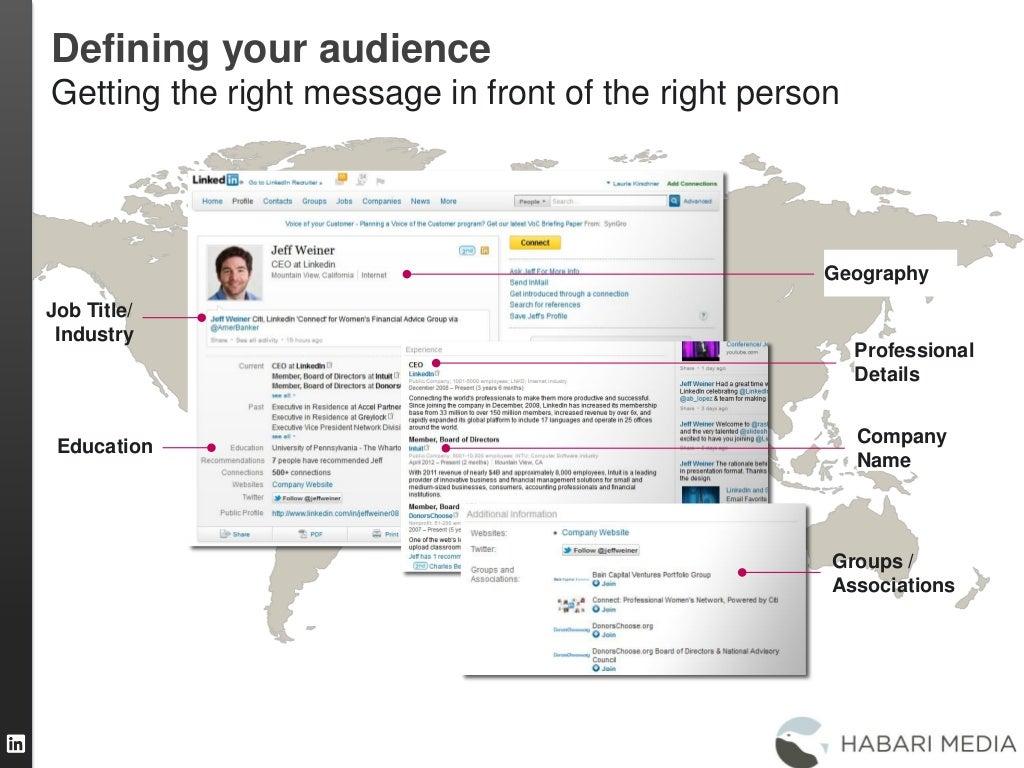 Defining your audience
Getting the right message in front of the right person
Linked in
Go to LinkedIn Recruiter
Laurie Kirschner Add Connections
Home Profile Contacts Groups Jobs Companies News More
People Search... Advanced
Voice of your Customer - Planning a Voice of the Customer program? Get our latest VoC Briefing Paper From: SynGro
Jeff Weiner
2nd in
CEO at LinkedIn
Mountain View, California | Internet
Jeff Weiner Citi, LinkedIn 'Connect' for Women's Financial Advice Group via
@AmerBanker
Share • See all activity • 19 hours ago
Connect
Ask Jeff For More Info
Send InMail
Get introduced through a connection
Search for references
Save Jeff's Profile
Geography
Job Title/
Industry
Current CEO at LinkedIn
Member, Board of Directors at Intuit
Member, Board of Directors at Donors
see all
Past Executive in Residence at Accel Partner
Executive in Residence at Greylock
Executive Vice President Network Divisi
see all
Education
Education University of Pennsylvania - The Wharto
Recommendations 7 people have recommended Jeff
Connections 500+ connections
Websites Company Website
Twitter Follow @jeffweiner
Public Profile http://www.linkedin.com/in/jeffweiner08
Share PDF Print
Experience
CEO
LinkedIn
Public Company; 1001-5000 employees; LNKD; Internet industry
December 2008 – Present (3 years 6 months)
Connecting the world's professionals to make them more productive and successful.
Since joining the company in December, 2008, LinkedIn has increased its membership
base from 33 million to over 150 million members, increased revenue by over 6x, and
rapidly expanded its global platform to include 17 languages and operate in 25 offices
around the world.
Member, Board of Directors
Intuit
Public Company; 5001-10,000 employees; INTU; Computer Software industry
April 2012 – Present (2 months) Mountain View, CA
With 2011 revenue of nearly $4B and approximately 8,000 employees, Intuit is a leading
provider of innovative business and financial management solutions for small and
medium-sized businesses, consumers, accounting professionals and financial
institutions.
Member, Board
DonorsChoose
Nonprofit; 51-200
2007 – Present (5 ye
One of the web's l
upload classroom
Jeff has 1 recomm
2nd Charles Be
Conference/
youtube.com
Share • 1 day ago
Jeff Weiner Had a great time w
LinkedIn celebrating @LinkedIn
@ab_lopez & team for making
Share • 3 days ago
Jeff Weiner Welcome to @rash
and the very talented @slidesh
excited to have you joining @L
Jeff Weiner The rationale beh
in presentation format. Thanks
the design.
LinkedIn and S
Email Favorite
Professional
Details
Company
Name
Additional Information
Websites: • Company Website
Twitter: Follow @jeffweiner
Groups and
Associations:
Bain Capital Ventures Portfolio Group
Join
Connect: Professional Women's Network, Powered by Citi
Join
DonorsChoose.org
Join
DonorsChoose.org Board of Directors & National Advisory
Council
Join
Groups /
Associations
in
HABARI MEDIA